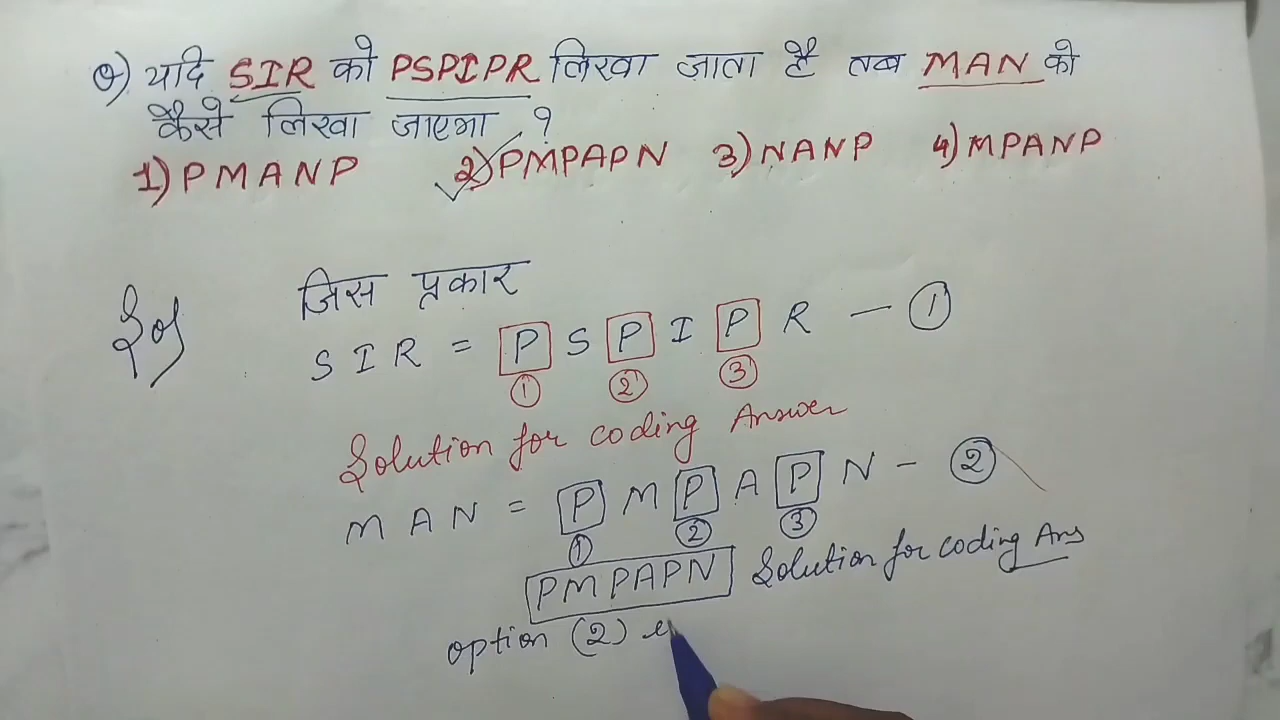 Q) यदि SIR को PSPIPR लिखा जाता है तब MAN को
कैसे लिखा जाएगा ?
1) PMANP 2) PMPAPN 3) NANP 4) MPANP
Sol जिस प्रकार
SIR = P S P I P R - 1
1 2 3
Solution for coding Answer
MAN = P M P A P N - 2
1 2 3
PMPAPN Solution for coding Ans
option (2)